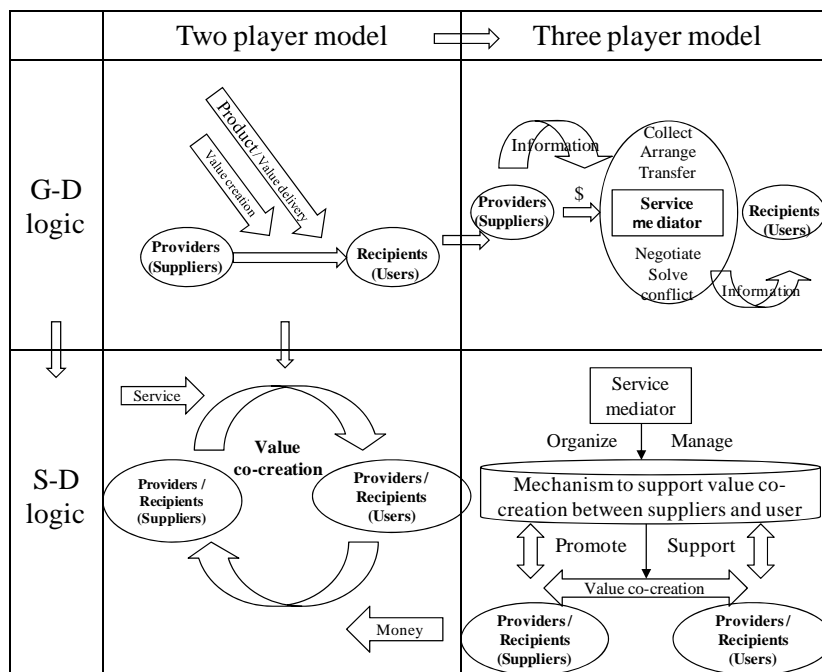 Two player model
Three player model
G-D
logic
Product / Value delivery
Value creation
Providers
(Suppliers)
Recipients
(Users)
Information
Collect
Arrange
Transfer
Providers
(Suppliers)
$
Service
mediator
Recipients
(Users)
Negotiate
Solve
conflict
Information
S-D
logic
Service
Value
co-creation
Providers /
Recipients
(Suppliers)
Providers /
Recipients
(Users)
Money
Service
mediator
Organize
Manage
Mechanism to support value co-
creation between suppliers and user
Promote
Support
Value co-creation
Providers /
Recipients
(Suppliers)
Providers /
Recipients
(Users)